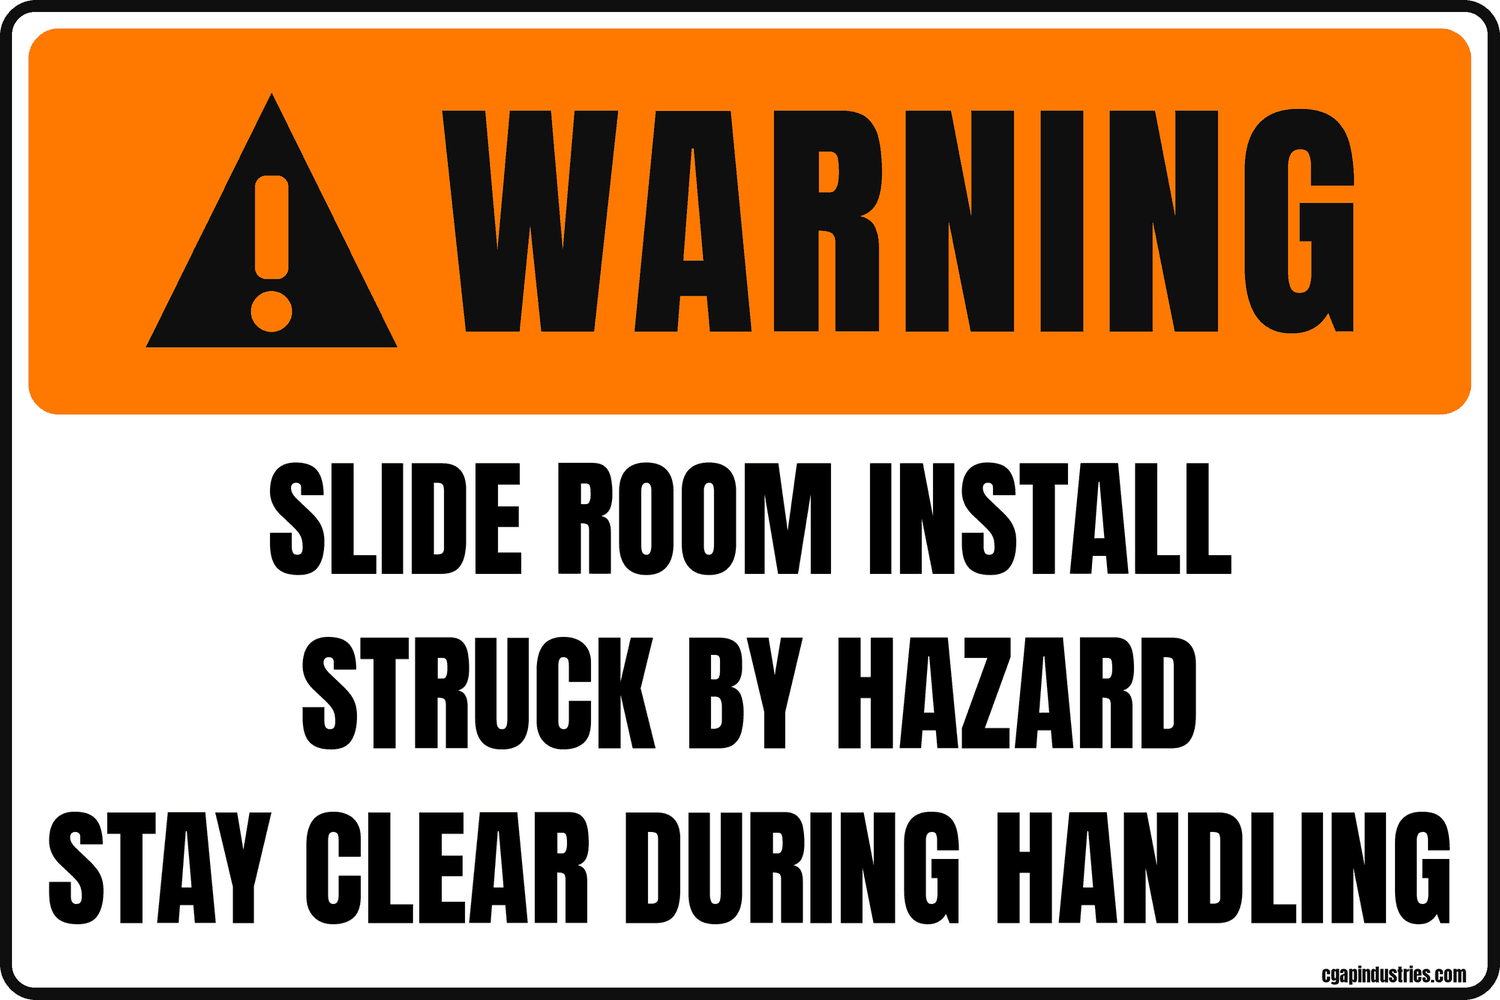 WARNING
SLIDE ROOM INSTALL
STRUCK BY HAZARD
STAY CLEAR DURING HANDLING
cgapindustries.com